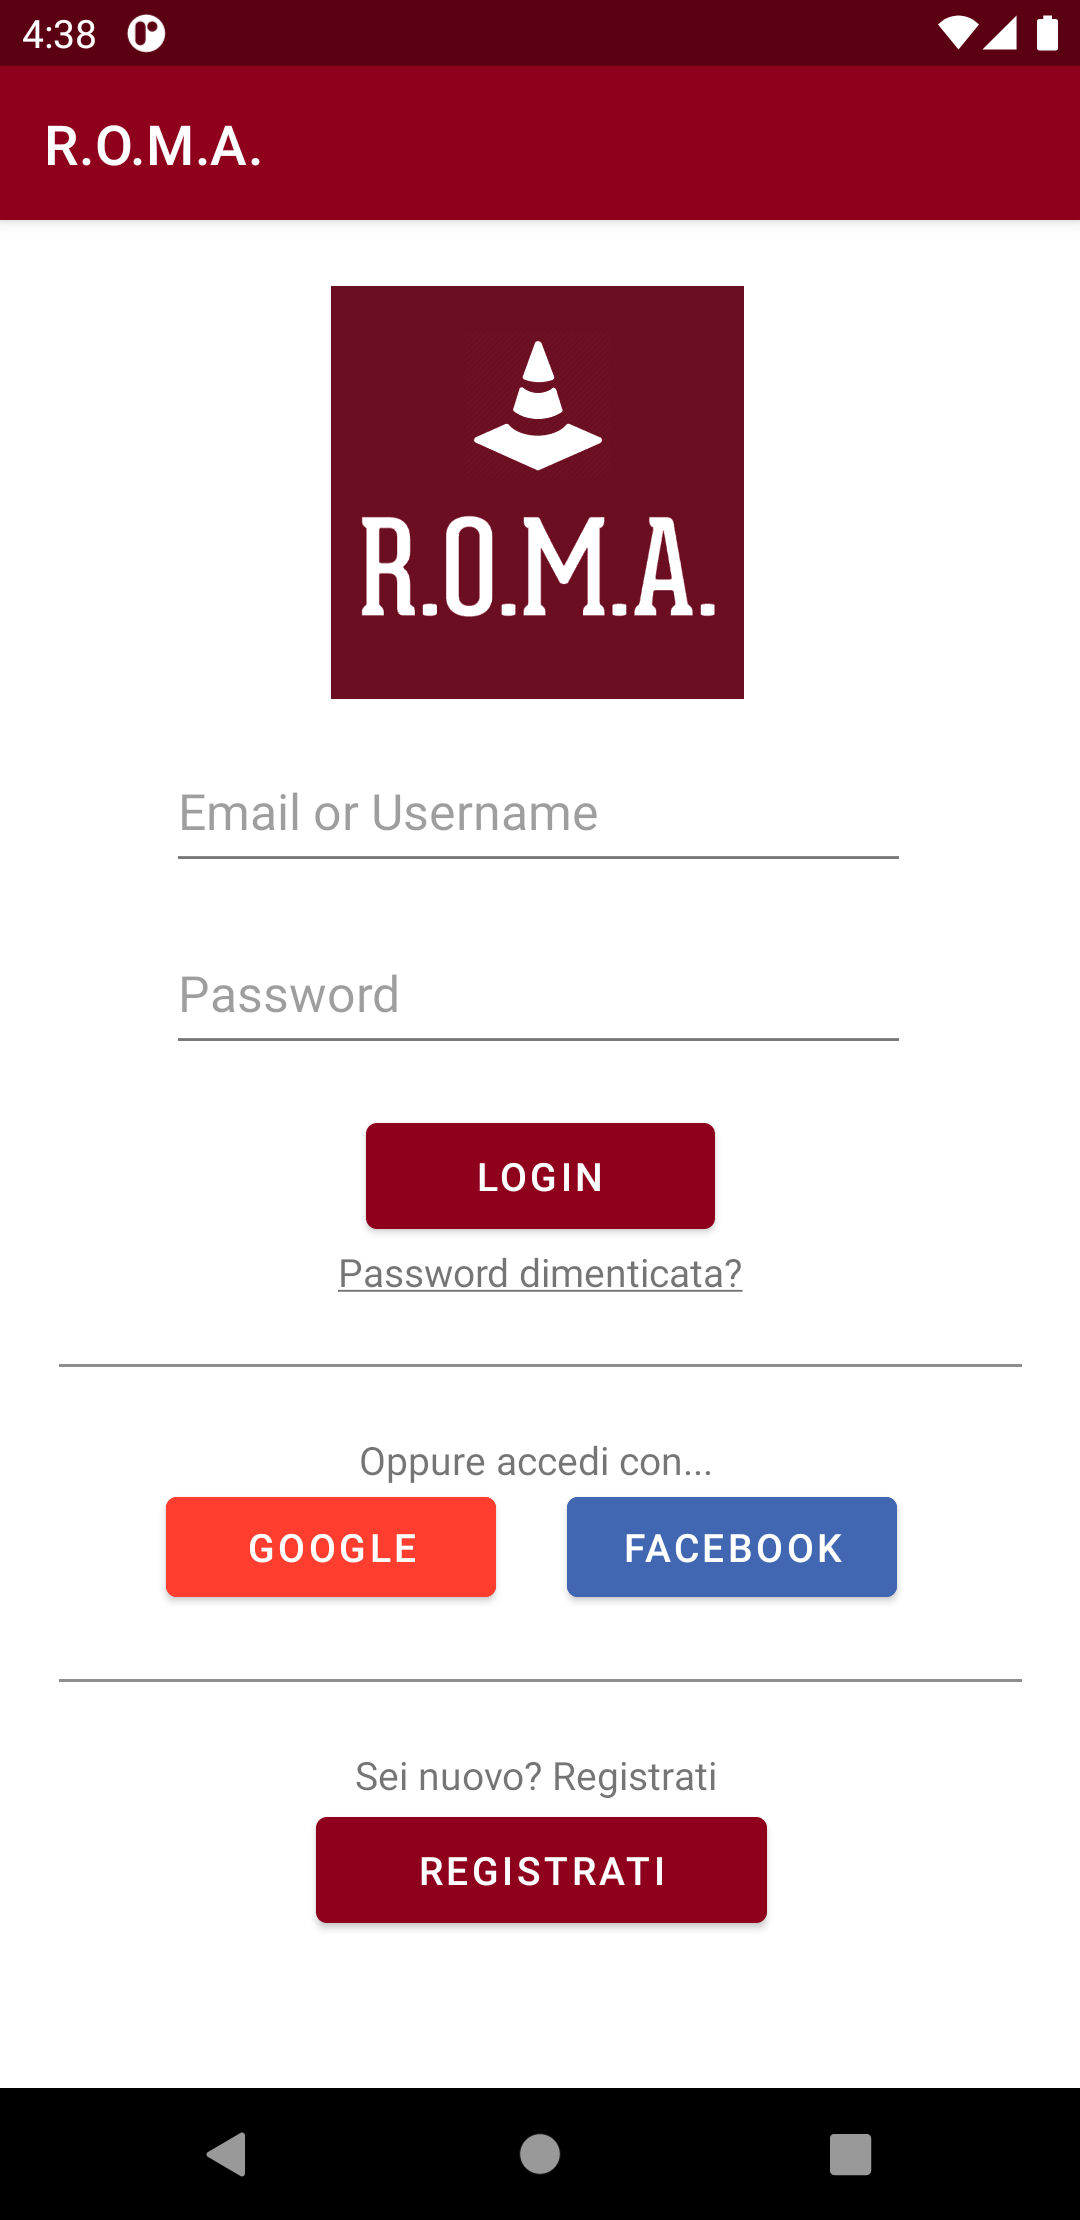 4:38
R.O.M.A.
R.O.M.A.
Email or Username
Password
LOGIN
Password dimenticata?
Oppure accedi con...
GOOGLE
FACEBOOK
Sei nuovo? Registrati
REGISTRATI